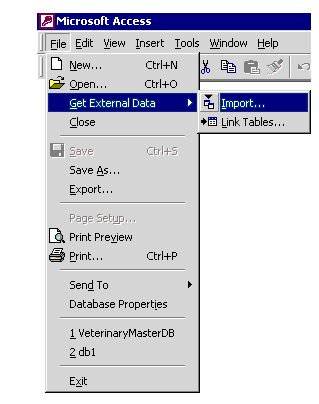 Microsoft Access
File Edit View Insert Tools Window Help
New... Ctrl+N
Open... Ctrl+O
Get External Data
Import...
Link Tables...
Close
Save Ctrl+S
Save As...
Export...
Page Setup...
Print Preview
Print... Ctrl+P
Send To
Database Properties
1 VeterinaryMasterDB
2 db1
Exit